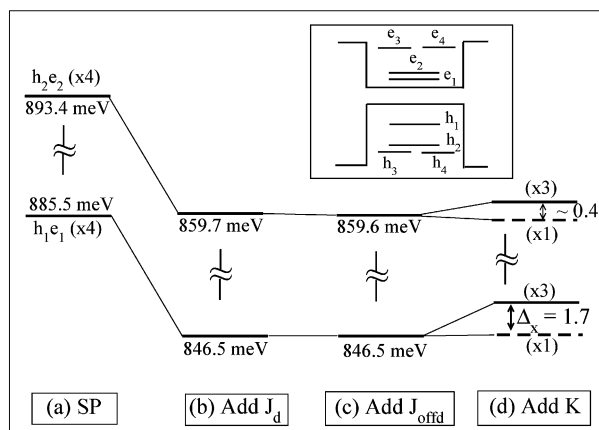 e3 e4
e2
e1
h1
h2
h3 h4
h2e2 (x4)
893.4 meV
885.5 meV
h1e1 (x4)
859.7 meV
859.6 meV
(x3)
~ 0.4
(x1)
846.5 meV
846.5 meV
(x3)
Δx = 1.7
(x1)
(a) SP
(b) Add Jd
(c) Add Joffd
(d) Add K